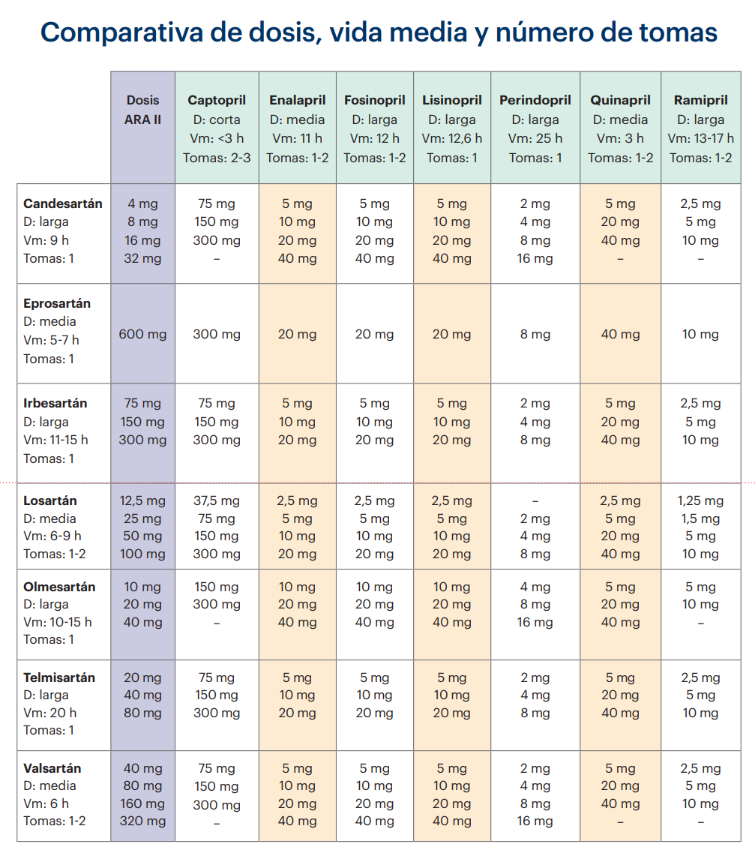 Comparativa de dosis, vida media y número de tomas
Dosis ARA II Captopril Enalapril Fosinopril Lisinopril Perindopril Quinapril Ramipril
D: corta D: media D: larga D: larga D: larga D: media D: larga
Vm: <3 h Vm: 11 h Vm: 12 h Vm: 12,6 h Vm: 25 h Vm: 3 h Vm: 13-17 h
Tomas: 2-3 Tomas: 1-2 Tomas: 1-2 Tomas: 1 Tomas: 1 Tomas: 1-2 Tomas: 1-2
Candesartán 4 mg 75 mg 5 mg 5 mg 5 mg 2 mg 5 mg 2,5 mg
D: larga 8 mg 150 mg 10 mg 10 mg 10 mg 4 mg 20 mg 5 mg
Vm: 9 h 16 mg 300 mg 20 mg 20 mg 20 mg 8 mg 40 mg 10 mg
Tomas: 1 32 mg – 40 mg 40 mg 40 mg 16 mg – –
Eprosartán
D: media
Vm: 5-7 h 600 mg 300 mg 20 mg 20 mg 20 mg 8 mg 40 mg 10 mg
Tomas: 1
Irbesartán 75 mg 75 mg 5 mg 5 mg 5 mg 2 mg 5 mg 2,5 mg
D: larga 150 mg 150 mg 10 mg 10 mg 10 mg 4 mg 20 mg 5 mg
Vm: 11-15 h 300 mg 300 mg 20 mg 20 mg 20 mg 8 mg 40 mg 10 mg
Tomas: 1
Losartán 12,5 mg 37,5 mg 2,5 mg 2,5 mg 2,5 mg – 2,5 mg 1,25 mg
D: media 25 mg 75 mg 5 mg 5 mg 5 mg 2 mg 5 mg 1,5 mg
Vm: 6-9 h 50 mg 150 mg 10 mg 10 mg 10 mg 4 mg 20 mg 5 mg
Tomas: 1-2 100 mg 300 mg 20 mg 20 mg 20 mg 8 mg 40 mg 10 mg
Olmesartán 10 mg 150 mg 10 mg 10 mg 10 mg 4 mg 5 mg 5 mg
D: larga 20 mg 300 mg 20 mg 20 mg 20 mg 8 mg 20 mg 10 mg
Vm: 10-15 h 40 mg – 40 mg 40 mg 40 mg 16 mg 40 mg –
Tomas: 1
Telmisartán 20 mg 75 mg 5 mg 5 mg 5 mg 2 mg 5 mg 2,5 mg
D: larga 40 mg 150 mg 10 mg 10 mg 10 mg 4 mg 20 mg 5 mg
Vm: 20 h 80 mg 300 mg 20 mg 20 mg 20 mg 8 mg 40 mg 10 mg
Tomas: 1
Valsartán 40 mg 75 mg 5 mg 5 mg 5 mg 2 mg 5 mg 2,5 mg
D: media 80 mg 150 mg 10 mg 10 mg 10 mg 4 mg 20 mg 5 mg
Vm: 6 h 160 mg 300 mg 20 mg 20 mg 20 mg 8 mg 40 mg 10 mg
Tomas: 1-2 320 mg – 40 mg 40 mg 40 mg 16 mg – –